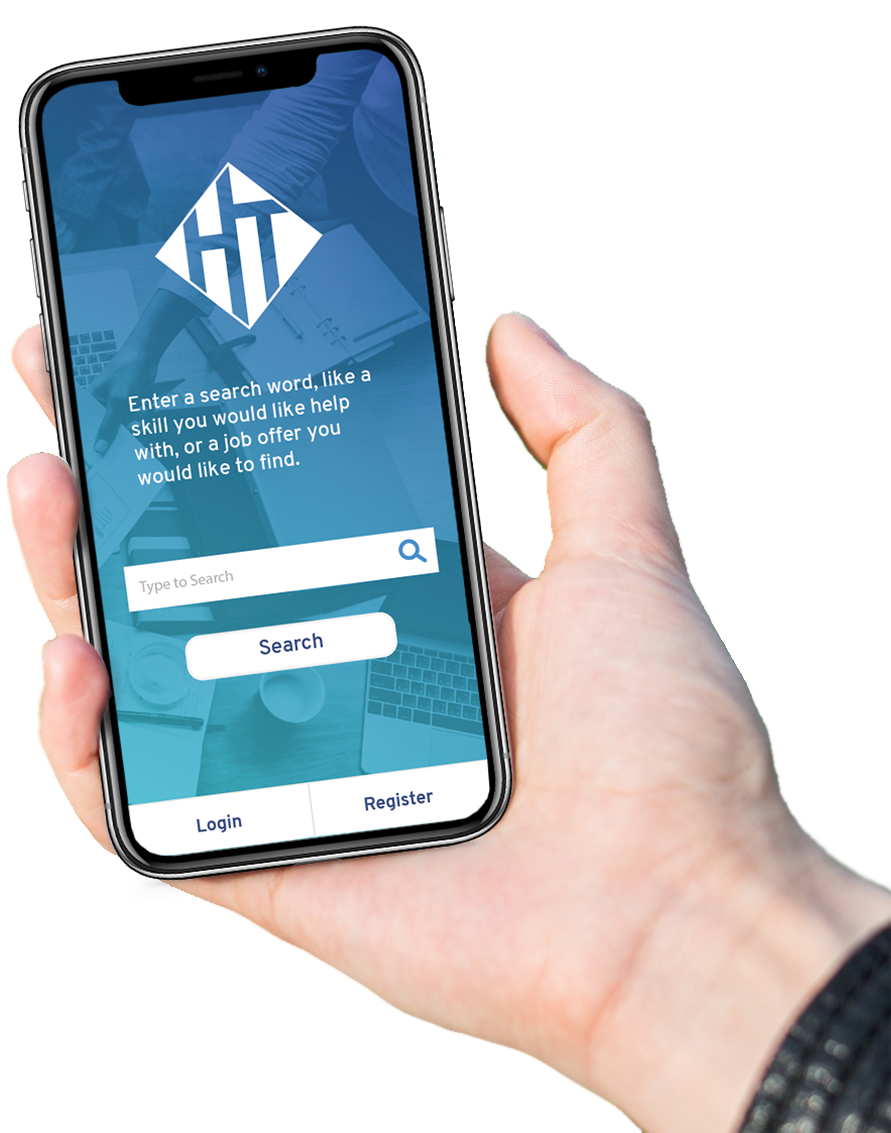 HT
Enter a search word, like a
skill you would like help
with, or a job offer you
would like to find.
Type to Search
Search
Login
Register